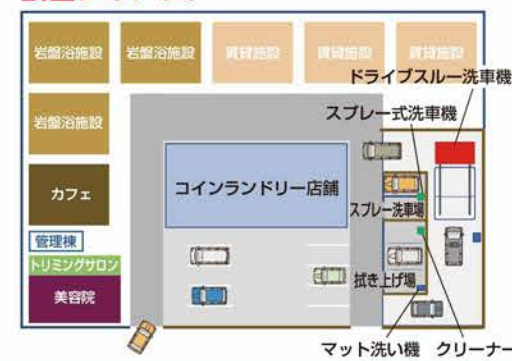 岩盤浴施設
岩盤浴施設
賃貸施設
賃貸施設
賃貸施設
ドライブスルー洗車機
スプレー式洗車機
岩盤浴施設
カフェ
コインランドリー店舗
スプレー洗車場
管理棟
トリミングサロン
美容院
拭き上げ場
マット洗い機
クリーナー